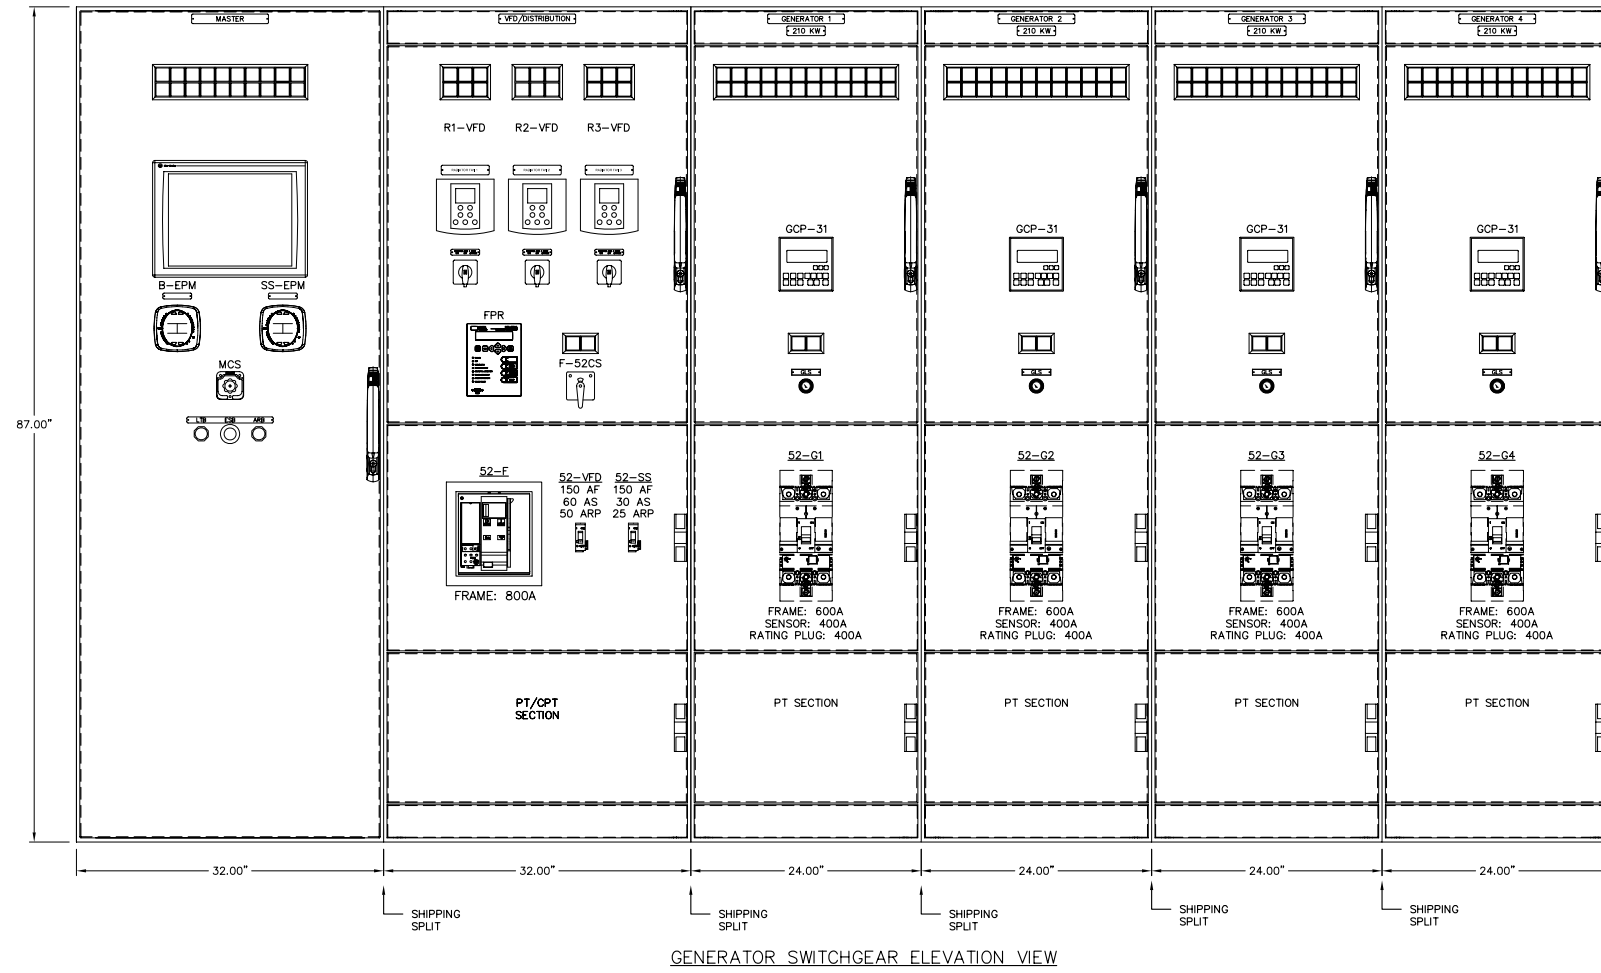 MASTER
VFD/DISTRIBUTION
GENERATOR 1
210 KW
GENERATOR 2
210 KW
GENERATOR 3
210 KW
GENERATOR 4
210 KW
R1-VFD
R2-VFD
R3-VFD
GCP-31
GCP-31
GCP-31
GCP-31
B-EPM
SS-EPM
FPR
F-52CS
MCS
GLS
GLS
GLS
GLS
LTB
ESB
ARB
87.00"
52-F
FRAME: 800A
52-VFD
150 AF
60 AS
50 ARP
52-SS
150 AF
30 AS
25 ARP
52-G1
FRAME: 600A
SENSOR: 400A
RATING PLUG: 400A
52-G2
FRAME: 600A
SENSOR: 400A
RATING PLUG: 400A
52-G3
FRAME: 600A
SENSOR: 400A
RATING PLUG: 400A
52-G4
FRAME: 600A
SENSOR: 400A
RATING PLUG: 400A
PT/CPT
SECTION
PT SECTION
PT SECTION
PT SECTION
PT SECTION
32.00"
32.00"
24.00"
24.00"
24.00"
24.00"
SHIPPING
SPLIT
SHIPPING
SPLIT
SHIPPING
SPLIT
SHIPPING
SPLIT
SHIPPING
SPLIT
GENERATOR SWITCHGEAR ELEVATION VIEW